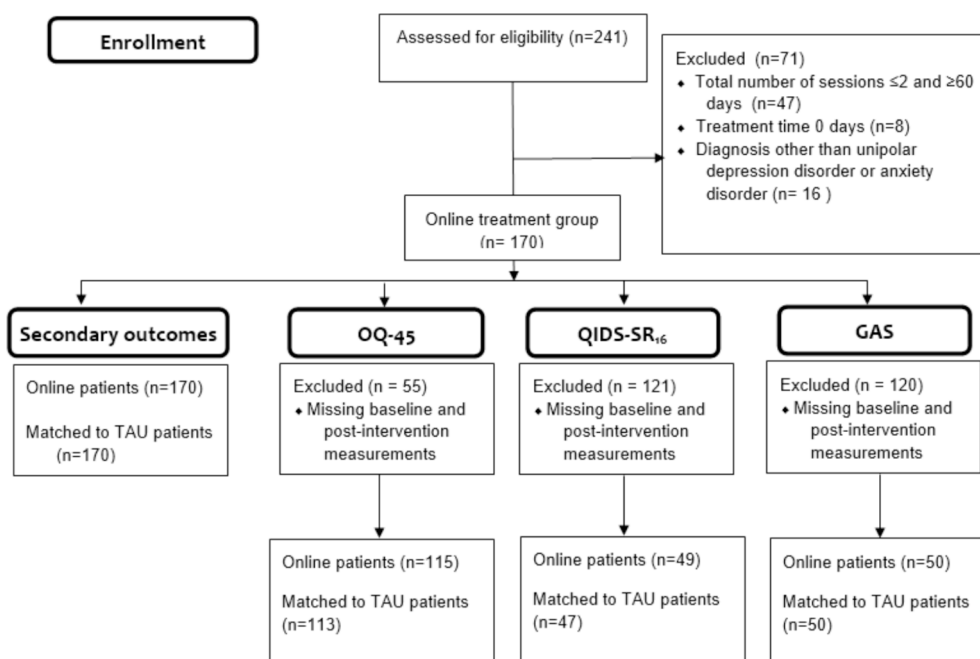 Enrollment
Assessed for eligibility (n=241)
Excluded (n=71)
⬥ Total number of sessions ≤2 and ≥60
days (n=47)
⬥ Treatment time 0 days (n=8)
⬥ Diagnosis other than unipolar
depression disorder or anxiety
disorder (n= 16 )
Online treatment group
(n= 170)
Secondary outcomes
Online patients (n=170)
Matched to TAU patients
(n=170)
OQ-45
Excluded (n = 55)
⬥ Missing baseline and
post-intervention
measurements
Online patients (n=115)
Matched to TAU patients
(n=113)
QIDS-SR₁₆
Excluded (n = 121)
⬥ Missing baseline and
post-intervention
measurements
Online patients (n=49)
Matched to TAU patients
(n=47)
GAS
Excluded (n = 120)
⬥ Missing baseline and
post-intervention
measurements
Online patients (n=50)
Matched to TAU patients
(n=50)